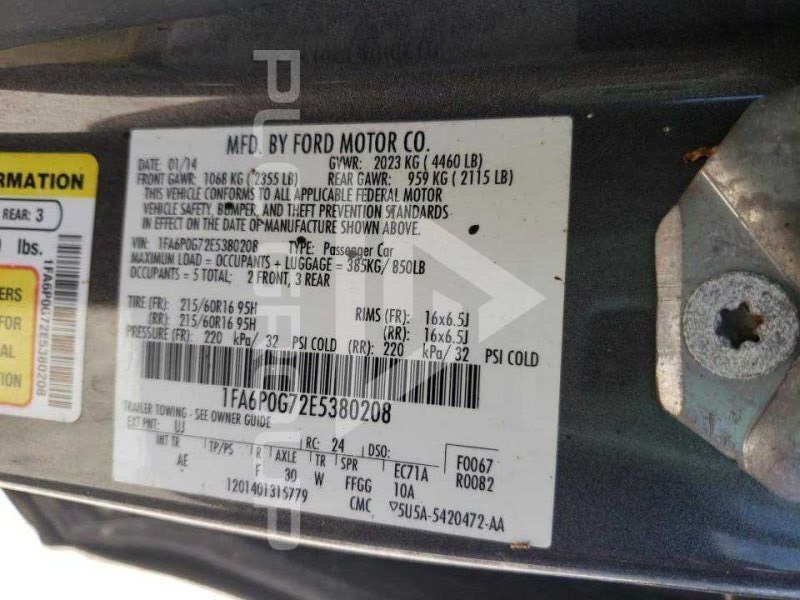 MFD. BY FORD MOTOR CO.
DATE: 01/14 GVWR: 2023 KG ( 4460 LB)
FRONT GAWR: 1068 KG ( 2355 LB) REAR GAWR: 959 KG ( 2115 LB)
THIS VEHICLE CONFORMS TO ALL APPLICABLE FEDERAL MOTOR
VEHICLE SAFETY, BUMPER, AND THEFT PREVENTION STANDARDS
IN EFFECT ON THE DATE OF MANUFACTURE SHOWN ABOVE.
VIN: 1FA6P0G72E5380208 TYPE: Passenger Car
MAXIMUM LOAD = OCCUPANTS + LUGGAGE = 385KG/ 850LB
OCCUPANTS = 5 TOTAL; 2 FRONT, 3 REAR
TIRE (FR): 215/60R16 95H RIMS (FR): 16x6.5J
(RR): 215/60R16 95H (RR): 16x6.5J
PRESSURE (FR): 220 kPa/ 32 PSI COLD (RR): 220 kPa/ 32 PSI COLD
1FA6P0G72E5380208
TRAILER TOWING - SEE OWNER GUIDE
EXT PNT: UJ RC: 24 DSO: F0067
INT TR TP/PS R AXLE TR SPR EC71A R0082
AE F 30 W FFGG 10A
1201401315779 CMC ▽5U5A-5420472-AA
RMATION
REAR: 3
lbs.
ERS
FOR
AL
TION
1FA6P0G72E5380208
PLC GROUP